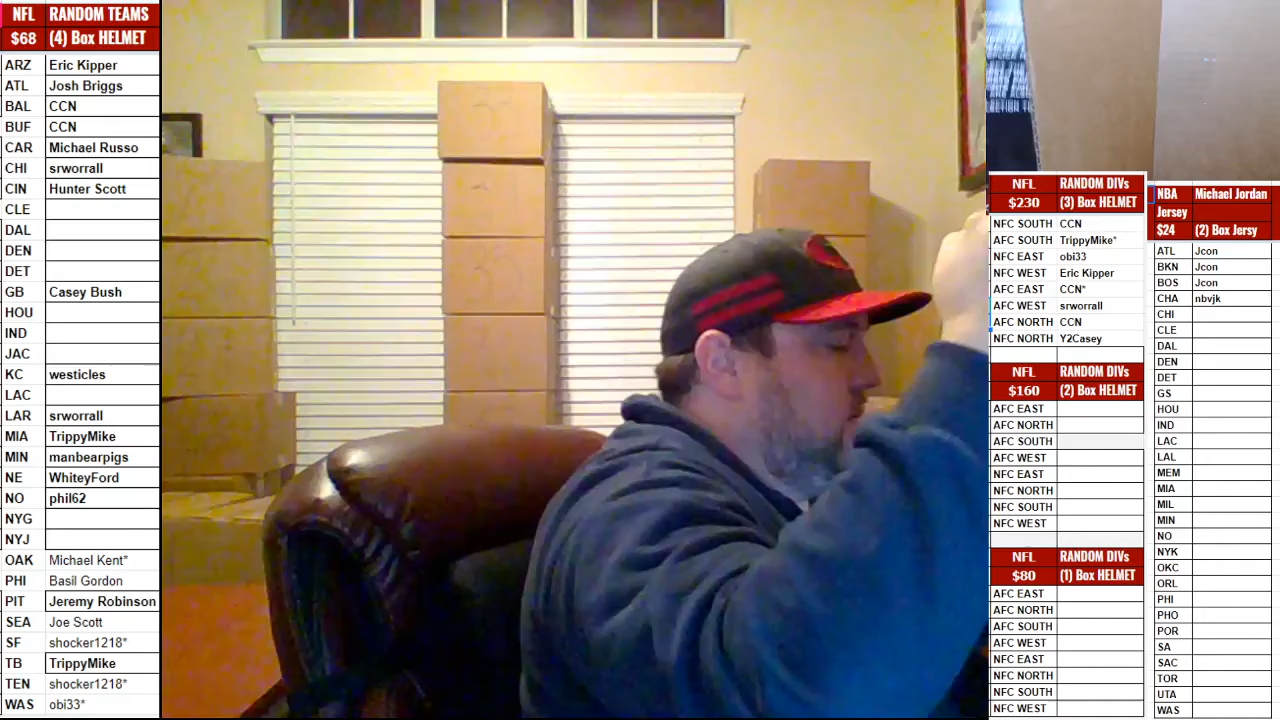 NFL RANDOM TEAMS
$68 (4) Box HELMET
ARZ Eric Kipper
ATL Josh Briggs
BAL CCN
BUF CCN
CAR Michael Russo
CHI srworrall
CIN Hunter Scott
CLE
DAL
DEN
DET
GB Casey Bush
HOU
IND
JAC
KC westicles
LAC
LAR srworrall
MIA TrippyMike
MIN manbearpigs
NE WhiteyFord
NO phil62
NYG
NYJ
OAK Michael Kent*
PHI Basil Gordon
PIT Jeremy Robinson
SEA Joe Scott
SF shocker1218*
TB TrippyMike
TEN shocker1218*
WAS obi33*
NFL RANDOM DIVs
$230 (3) Box HELMET
NFC SOUTH CCN
AFC SOUTH TrippyMike*
NFC EAST obi33
NFC WEST Eric Kipper
AFC EAST CCN*
AFC WEST srworrall
AFC NORTH CCN
NFC NORTH Y2Casey
NFL RANDOM DIVs
$160 (2) Box HELMET
AFC EAST
AFC NORTH
AFC SOUTH
AFC WEST
NFC EAST
NFC NORTH
NFC SOUTH
NFC WEST
NFL RANDOM DIVs
$80 (1) Box HELMET
AFC EAST
AFC NORTH
AFC SOUTH
AFC WEST
NFC EAST
NFC NORTH
NFC SOUTH
NFC WEST
NBA Michael Jordan
Jersey
$24 (2) Box Jersy
ATL Jcon
BKN Jcon
BOS Jcon
CHA nbvjk
CHI
CLE
DAL
DEN
DET
GS
HOU
IND
LAC
LAL
MEM
MIA
MIL
MIN
NO
NYK
OKC
ORL
PHI
PHO
POR
SA
SAC
TOR
UTA
WAS